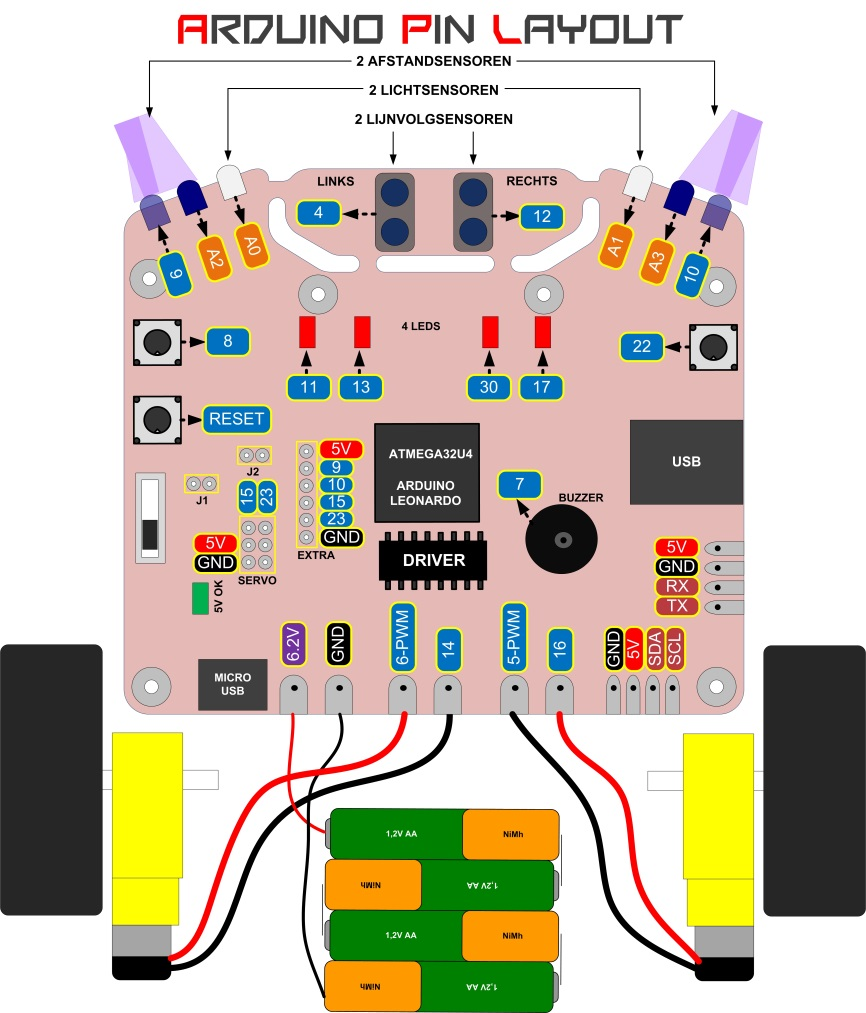 ARDUINO PIN LAYOUT
2 AFSTANDSENSOREN
2 LICHTSENSOREN
2 LIJNVOLGSENSOREN
LINKS
RECHTS
4
12
9
A2
A0
A1
A3
10
4 LEDS
8
22
11
13
30
17
RESET
ATMEGA32U4
ARDUINO
LEONARDO
USB
J2
J1
15
23
5V
9
10
15
23
GND
EXTRA
7
BUZZER
5V
GND
SERVO
DRIVER
5V
GND
RX
TX
5V OK
6.2V
GND
6-PWM
14
5-PWM
16
GND
5V
SDA
SCL
MICRO
USB
1,2V AA
NiMh
NiMh
1,2V AA
1,2V AA
NiMh
NiMh
1,2V AA